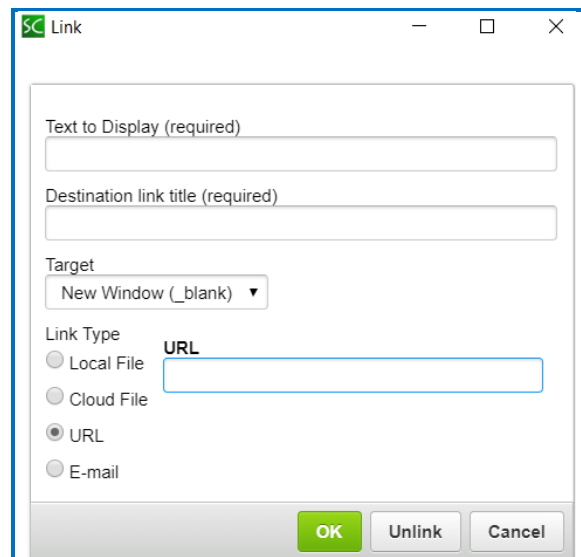 SC Link
Text to Display (required)
Destination link title (required)
Target
New Window (_blank)
Link Type
URL
Local File
Cloud File
URL
E-mail
OK Unlink Cancel